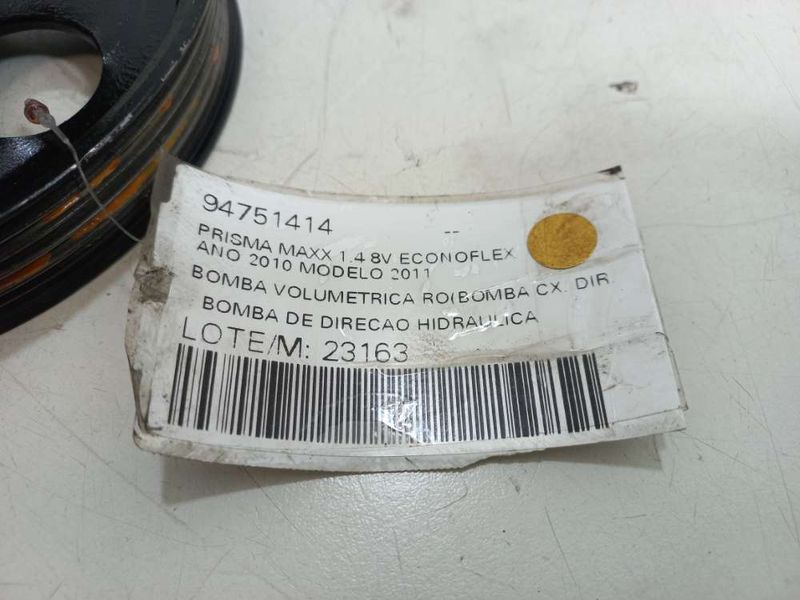 94751414 --
PRISMA MAXX 1.4 8V ECONOFLEX
ANO 2010 MODELO 2011
BOMBA VOLUMETRICA RO(BOMBA CX. DIR
BOMBA DE DIRECAO HIDRAULICA
LOTE/M: 23163